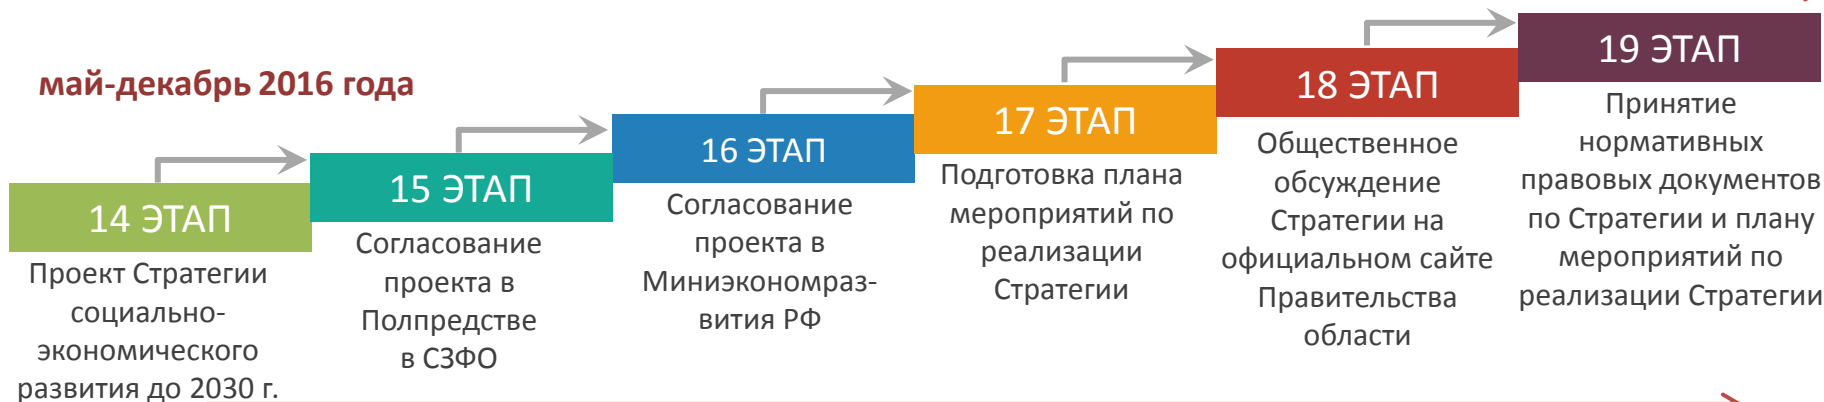 май-декабрь 2016 года
14 ЭТАП
Проект Стратегии
социально-
экономического
развития до 2030 г.
15 ЭТАП
Согласование
проекта в
Полпредстве
в СЗФО
16 ЭТАП
Согласование
проекта в
Миниэкономраз-
вития РФ
17 ЭТАП
Подготовка плана
мероприятий по
реализации
Стратегии
18 ЭТАП
Общественное
обсуждение
Стратегии на
официальном сайте
Правительства
области
19 ЭТАП
Принятие
нормативных
правовых документов
по Стратегии и плану
мероприятий по
реализации Стратегии